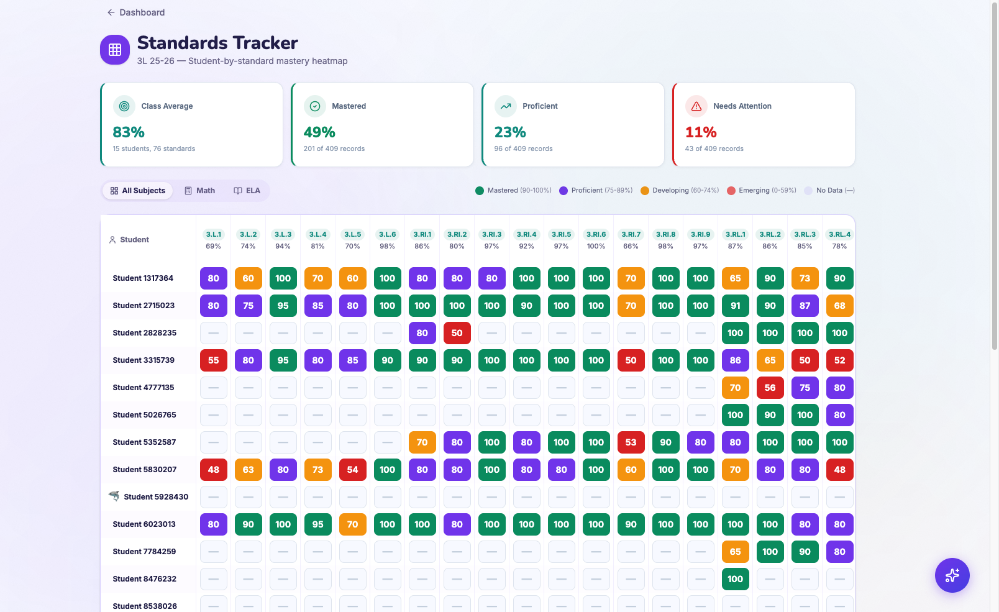 Dashboard
Standards Tracker
3L 25-26 — Student-by-standard mastery heatmap
Class Average
83%
15 students, 76 standards
Mastered
49%
201 of 409 records
Proficient
23%
96 of 409 records
Needs Attention
11%
43 of 409 records
All Subjects Math ELA
Mastered (90-100%) Proficient (75-89%) Developing (60-74%) Emerging (0-59%) No Data (—)
Student 3.L.1 3.L.2 3.L.3 3.L.4 3.L.5 3.L.6 3.RI.1 3.RI.2 3.RI.3 3.RI.4 3.RI.5 3.RI.6 3.RI.7 3.RI.8 3.RI.9 3.RL.1 3.RL.2 3.RL.3 3.RL.4
69% 74% 94% 81% 70% 98% 86% 80% 97% 92% 97% 100% 66% 98% 97% 87% 86% 85% 78%
Student 1317364 80 60 100 70 60 100 80 80 80 100 100 100 70 100 100 65 90 73 90
Student 2715023 80 75 95 85 80 100 100 100 100 90 100 100 70 100 100 91 90 87 68
Student 2828235 — — — — — — 80 50 — — — — — — — 100 100 100 100
Student 3315739 55 80 95 80 85 90 90 90 100 100 100 100 50 100 100 86 65 50 52
Student 4777135 — — — — — — — — — — — — — — — 70 56 75 80
Student 5026765 — — — — — — — — — — — — — — — 100 90 100 80
Student 5352587 — — — — — — 70 80 100 80 100 100 53 90 80 80 100 100 100
Student 5830207 48 63 80 73 54 100 80 80 100 80 80 100 60 100 100 70 80 80 48
Student 5928430 — — — — — — — — — — — — — — — — — — —
Student 6023013 80 90 100 95 70 100 100 80 100 100 100 100 90 100 100 100 100 80 80
Student 7784259 — — — — — — — — — — — — — — — 65 100 90 80
Student 8476232 — — — — — — — — — — — — — — — 100 — — —
Student 8538026 — — — — — — — — — — — — — — — — — — —